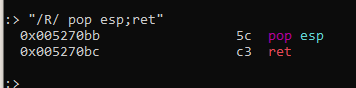 :> "/R/ pop esp;ret"
0x005270bb 5c pop esp
0x005270bc c3 ret
:>